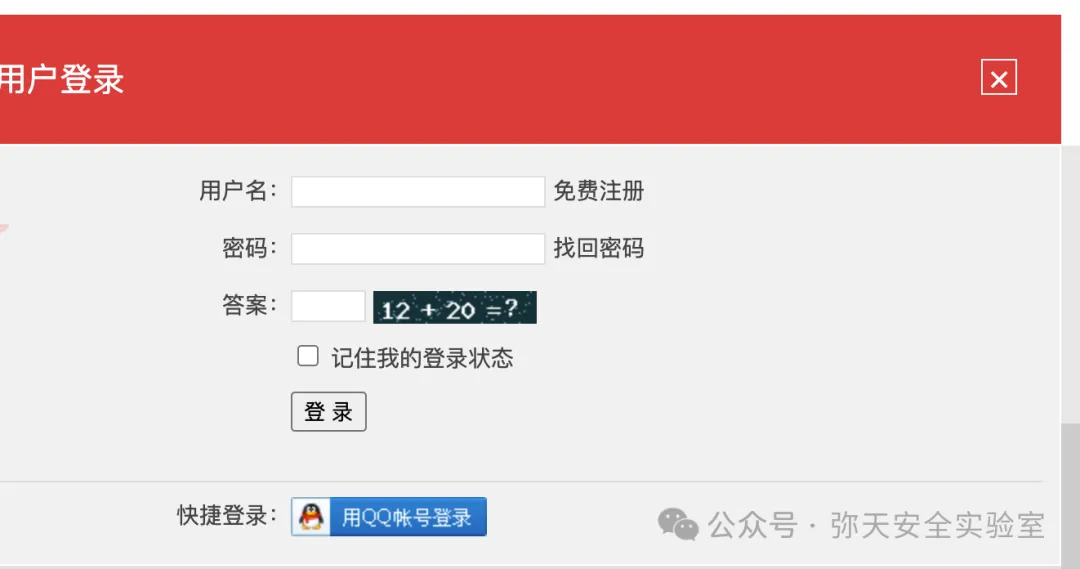 用户登录
用户名： 免费注册
密码： 找回密码
答案： 12 + 20 =?
记住我的登录状态
登 录
快捷登录： 用QQ帐号登录
公众号 · 弥天安全实验室